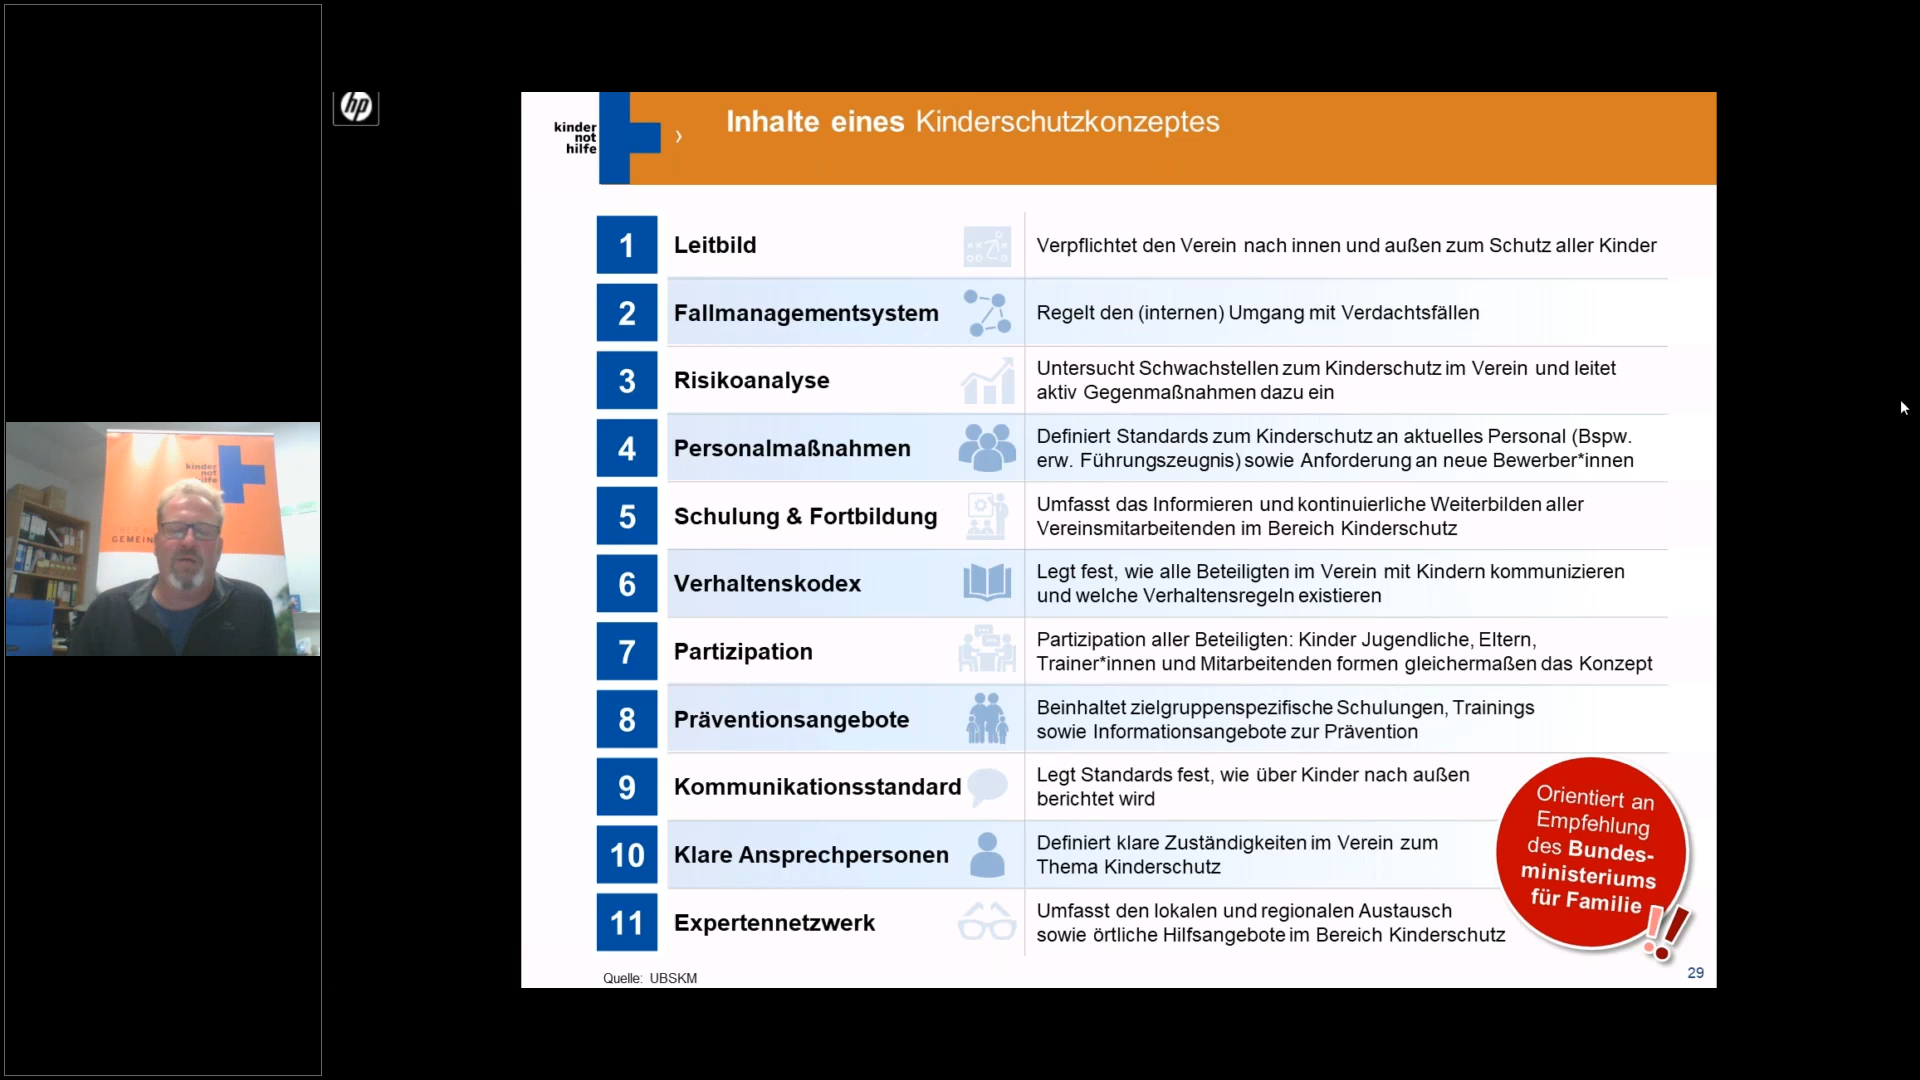 hp
kinder
not
hilfe
›
Inhalte eines Kinderschutzkonzeptes
1
Leitbild
Verpflichtet den Verein nach innen und außen zum Schutz aller Kinder
2
Fallmanagementsystem
Regelt den (internen) Umgang mit Verdachtsfällen
3
Risikoanalyse
Untersucht Schwachstellen zum Kinderschutz im Verein und leitet
aktiv Gegenmaßnahmen dazu ein
4
Personalmaßnahmen
Definiert Standards zum Kinderschutz an aktuelles Personal (Bspw.
erw. Führungszeugnis) sowie Anforderung an neue Bewerber*innen
5
Schulung & Fortbildung
Umfasst das Informieren und kontinuierliche Weiterbilden aller
Vereinsmitarbeitenden im Bereich Kinderschutz
6
Verhaltenskodex
Legt fest, wie alle Beteiligten im Verein mit Kindern kommunizieren
und welche Verhaltensregeln existieren
7
Partizipation
Partizipation aller Beteiligten: Kinder Jugendliche, Eltern,
Trainer*innen und Mitarbeitenden formen gleichermaßen das Konzept
8
Präventionsangebote
Beinhaltet zielgruppenspezifische Schulungen, Trainings
sowie Informationsangebote zur Prävention
9
Kommunikationsstandard
Legt Standards fest, wie über Kinder nach außen
berichtet wird
10
Klare Ansprechpersonen
Definiert klare Zuständigkeiten im Verein zum
Thema Kinderschutz
11
Expertennetzwerk
Umfasst den lokalen und regionalen Austausch
sowie örtliche Hilfsangebote im Bereich Kinderschutz
Orientiert an
Empfehlung
des Bundes-
ministeriums
für Familie
Quelle: UBSKM
29
kinder
not
hilfe
GEMEIN